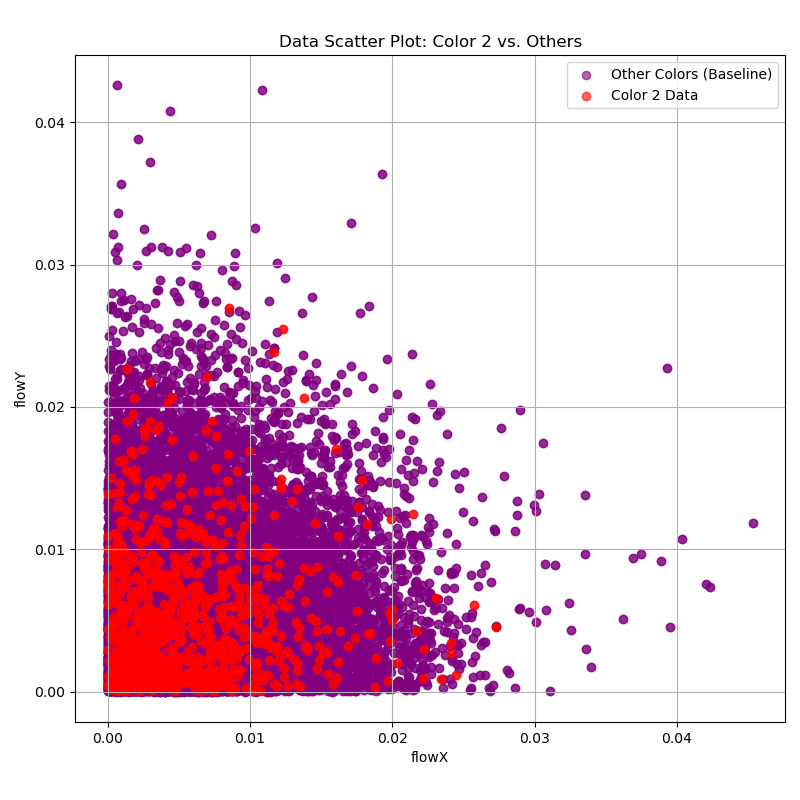 Data Scatter Plot: Color 2 vs. Others
Other Colors (Baseline)
Color 2 Data
flowY
0.04
0.03
0.02
0.01
0.00
0.00 0.01 0.02 0.03 0.04
flowX